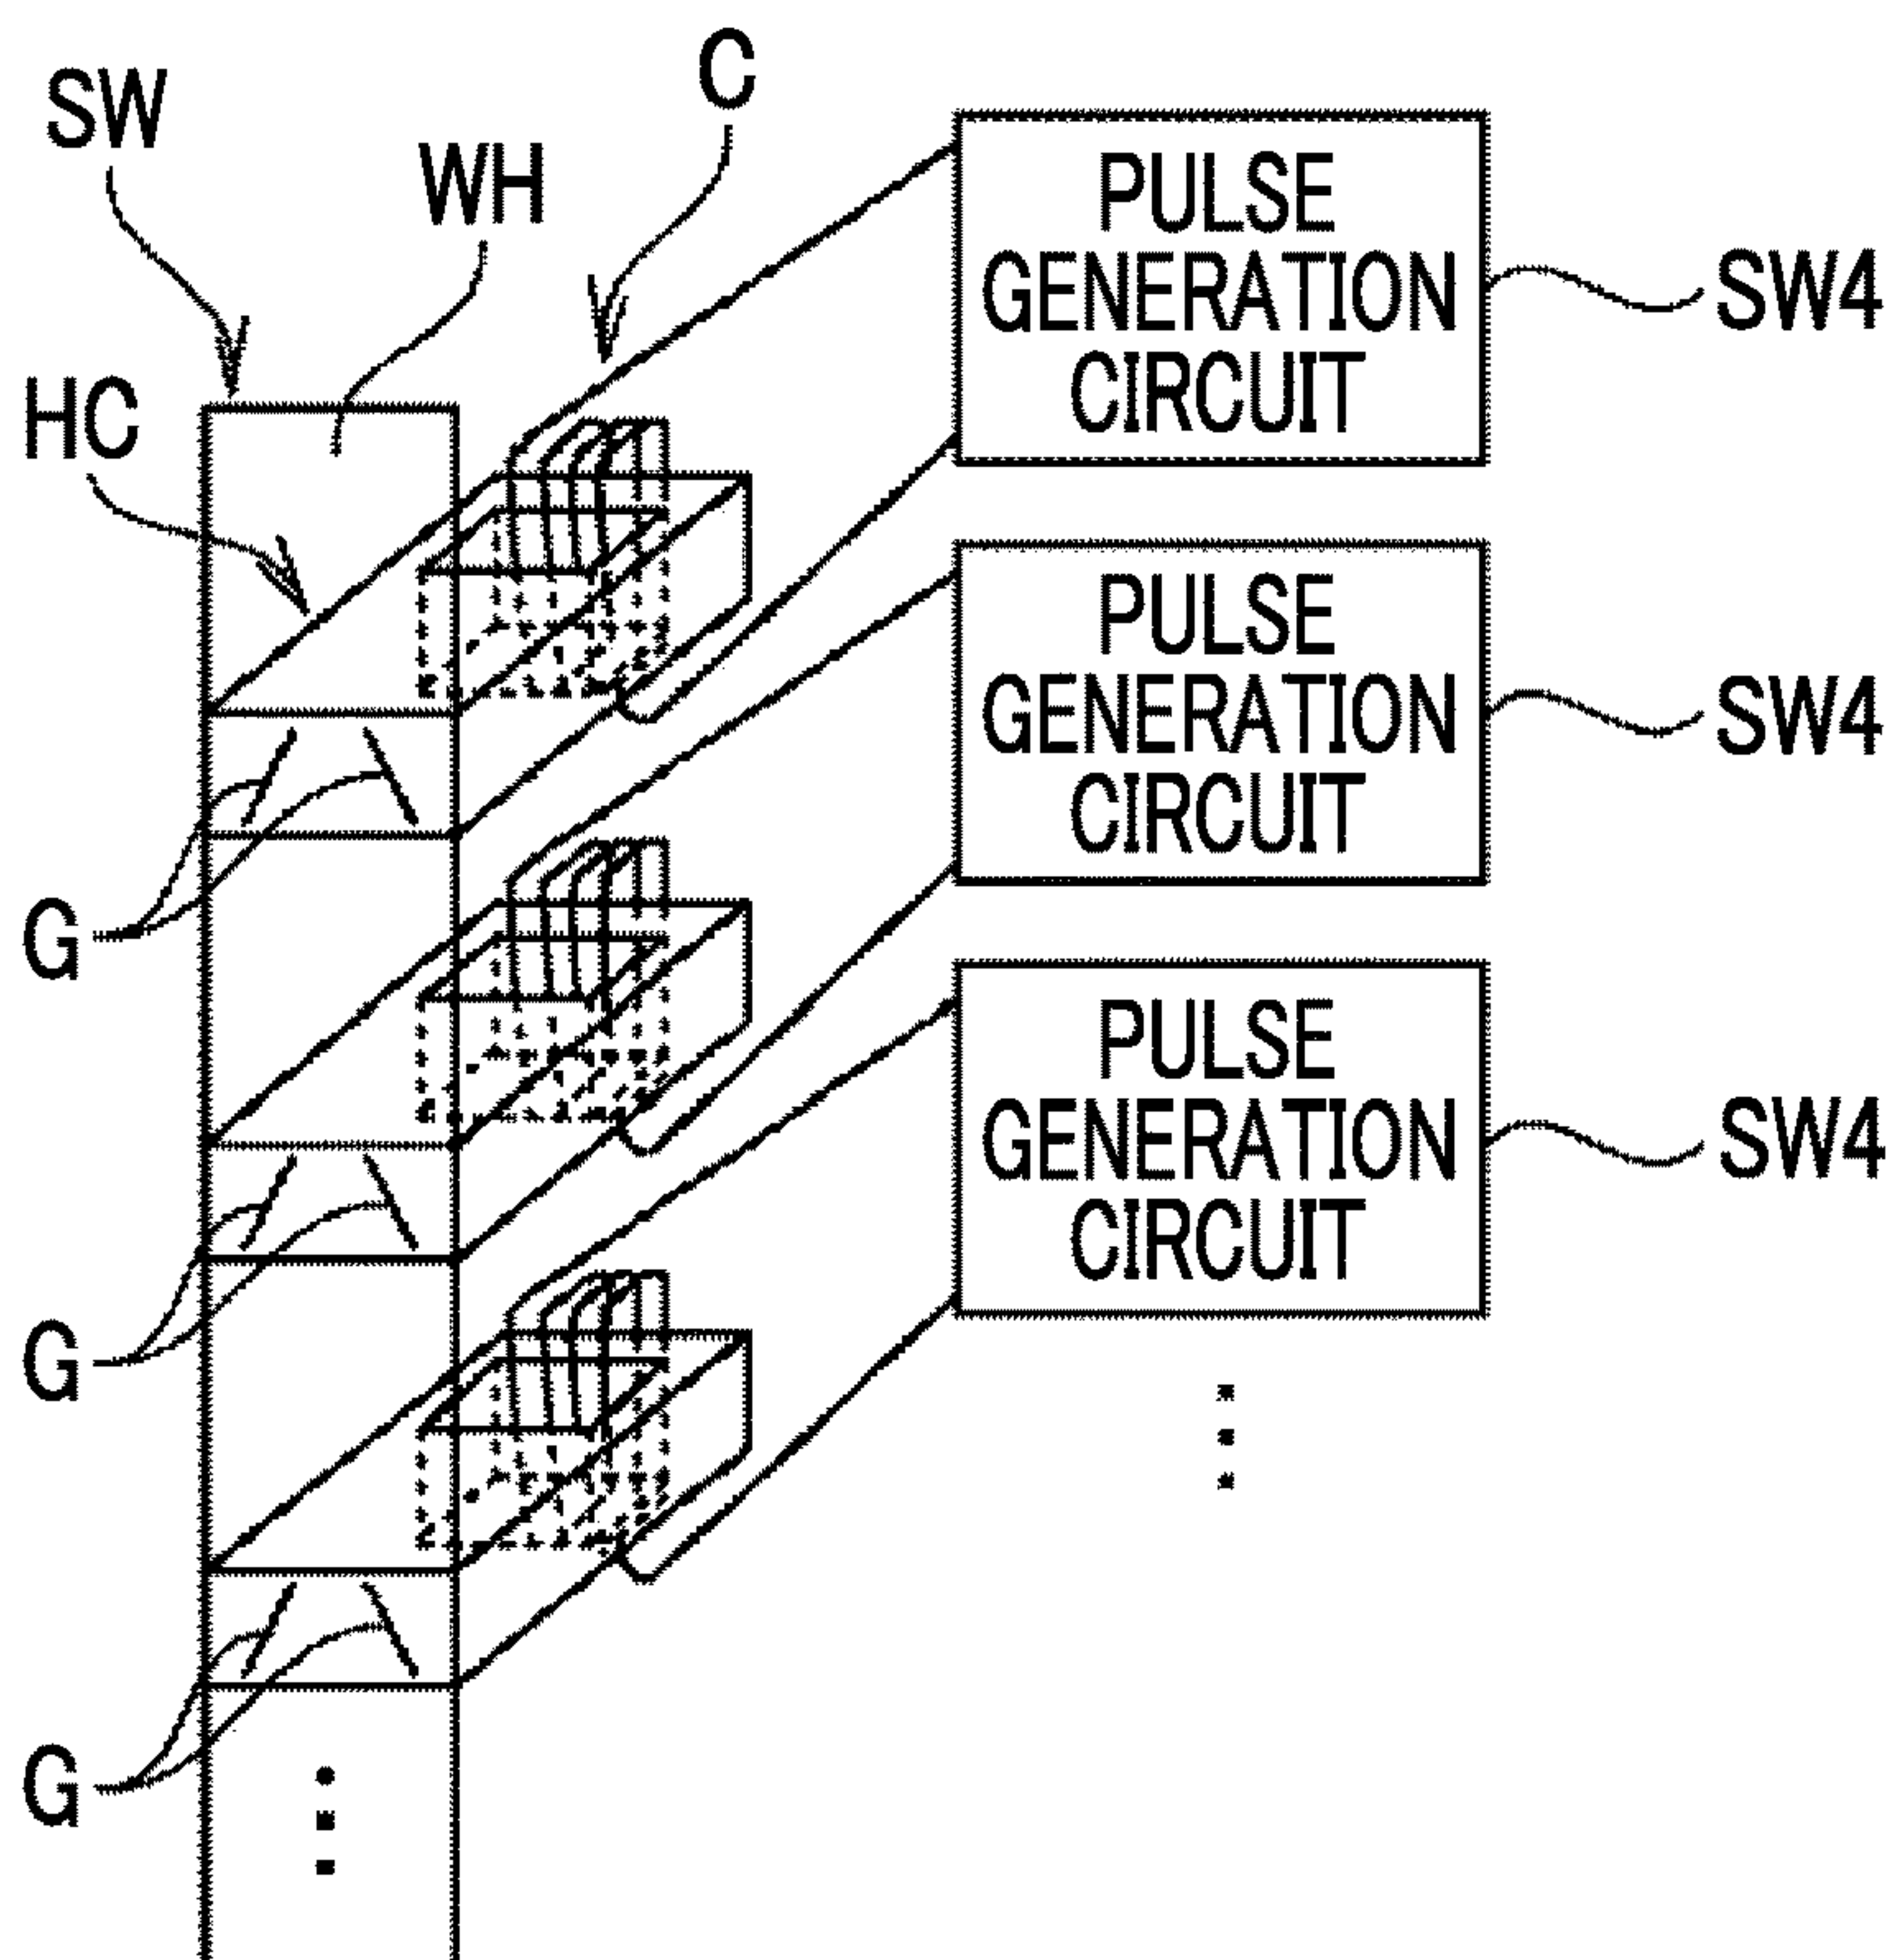 C
SW
WH
HC
PULSE
GENERATION
CIRCUIT
SW4
PULSE
GENERATION
CIRCUIT
SW4
G
PULSE
GENERATION
CIRCUIT
SW4
G
G